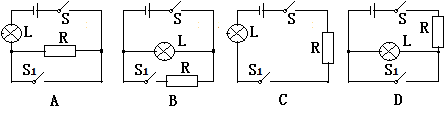 S S S S
L R L R L R
S₁ S₁ R S₁ S₁
A B C D